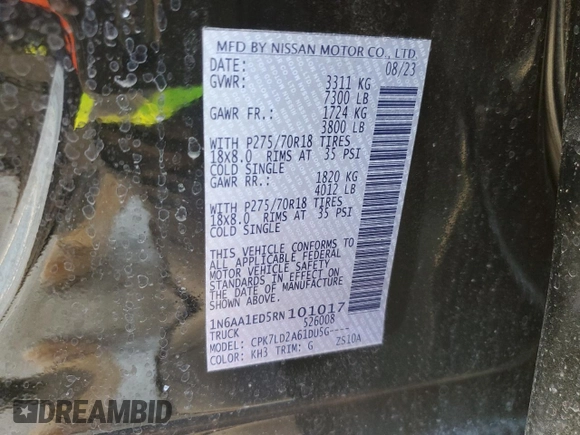 MFD BY NISSAN MOTOR CO., LTD.
DATE: 08/23
GVWR: 3311 KG
7300 LB
GAWR FR.: 1724 KG
3800 LB
WITH P275/70R18 TIRES
18X8.0 RIMS AT 35 PSI
COLD SINGLE
GAWR RR.: 1820 KG
4012 LB
WITH P275/70R18 TIRES
18X8.0 RIMS AT 35 PSI
COLD SINGLE
THIS VEHICLE CONFORMS TO
ALL APPLICABLE FEDERAL
MOTOR VEHICLE SAFETY
STANDARDS IN EFFECT ON
THE DATE OF MANUFACTURE
SHOWN ABOVE.
1N6AA1ED5RN101017
TRUCK 526008
MODEL: CPK7LD2A61DU5G----
COLOR: KH3 TRIM: G ZS10A
DREAMBID